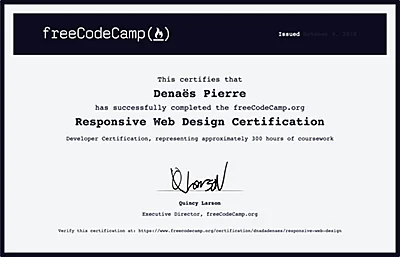 freeCodeCamp(🔥)
Issued
This certifies that
Denaës Pierre
has successfully completed the freeCodeCamp.org
Responsive Web Design Certification
Developer Certification, representing approximately 300 hours of coursework
QLarson
Quincy Larson
Executive Director, freeCodeCamp.org
Verify this certification at: https://www.freecodecamp.org/certification/dnadadenaes/responsive-web-design